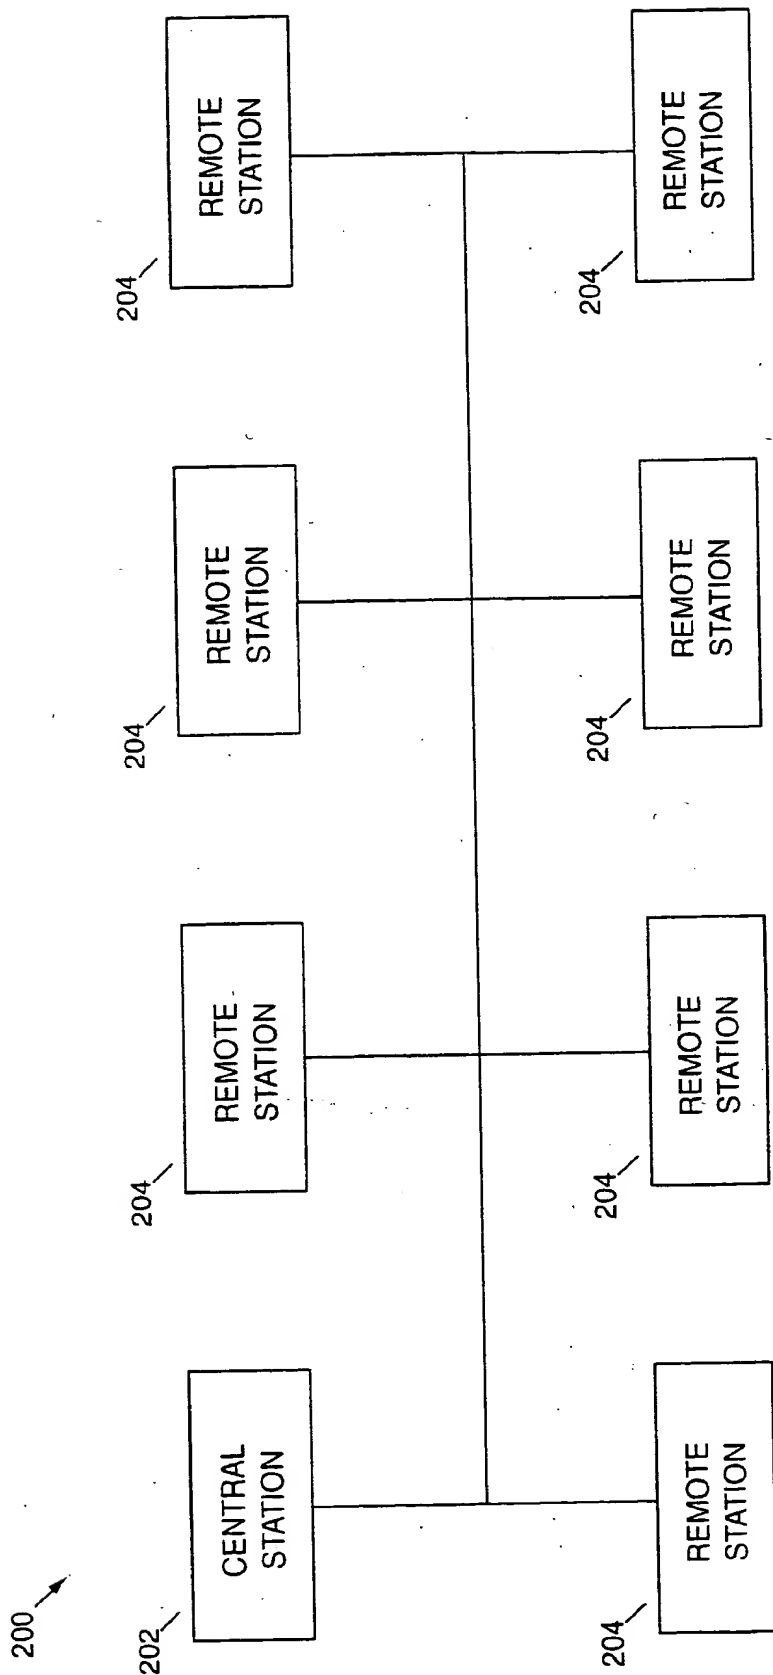 200
202
CENTRAL
STATION
204
REMOTE
STATION
204
REMOTE
STATION
204
REMOTE
STATION
204
REMOTE
STATION
204
REMOTE
STATION
204
REMOTE
STATION
204
REMOTE
STATION